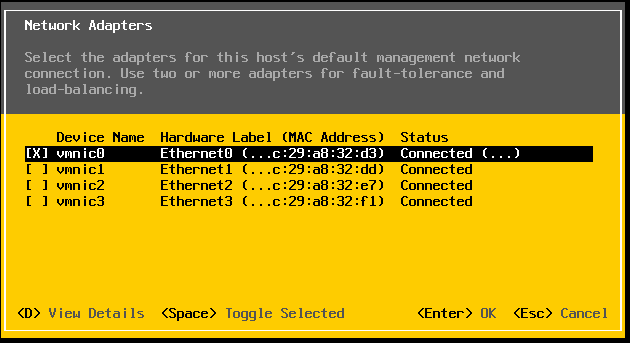 Network Adapters
Select the adapters for this host's default management network
connection. Use two or more adapters for fault-tolerance and
load-balancing.
Device Name Hardware Label (MAC Address) Status
[X] vmnic0 Ethernet0 (...c:29:a8:32:d3) Connected (...)
[ ] vmnic1 Ethernet1 (...c:29:a8:32:dd) Connected
[ ] vmnic2 Ethernet2 (...c:29:a8:32:e7) Connected
[ ] vmnic3 Ethernet3 (...c:29:a8:32:f1) Connected
<D> View Details <Space> Toggle Selected <Enter> OK <Esc> Cancel